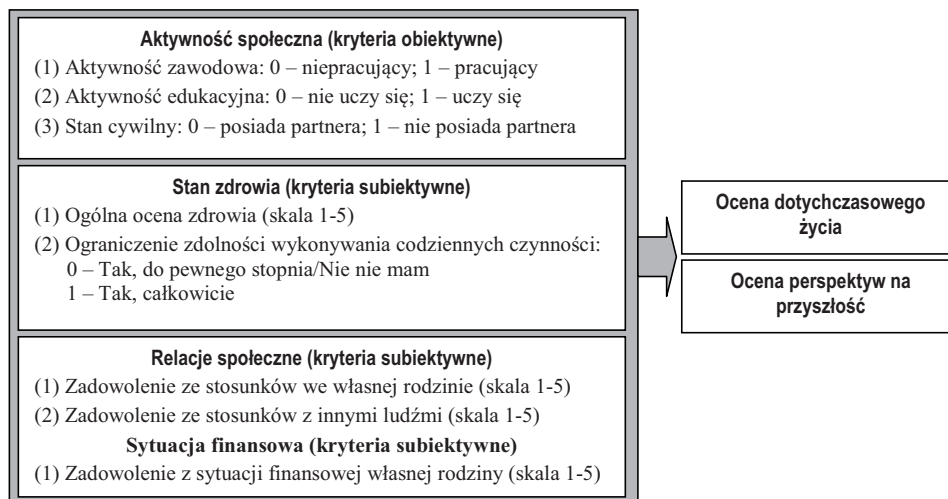 Aktywność społeczna (kryteria obiektywne)
(1) Aktywność zawodowa: 0 – niepracujący; 1 – pracujący
(2) Aktywność edukacyjna: 0 – nie uczy się; 1 – uczy się
(3) Stan cywilny: 0 – posiada partnera; 1 – nie posiada partnera
Stan zdrowia (kryteria subiektywne)
(1) Ogólna ocena zdrowia (skala 1-5)
(2) Ograniczenie zdolności wykonywania codziennych czynności:
0 – Tak, do pewnego stopnia/Nie nie mam
1 – Tak, całkowicie
Relacje społeczne (kryteria subiektywne)
(1) Zadowolenie ze stosunków we własnej rodzinie (skala 1-5)
(2) Zadowolenie ze stosunków z innymi ludźmi (skala 1-5)
Sytuacja finansowa (kryteria subiektywne)
(1) Zadowolenie z sytuacji finansowej własnej rodziny (skala 1-5)
Ocena dotychczasowego
życia
Ocena perspektyw na
przyszłość